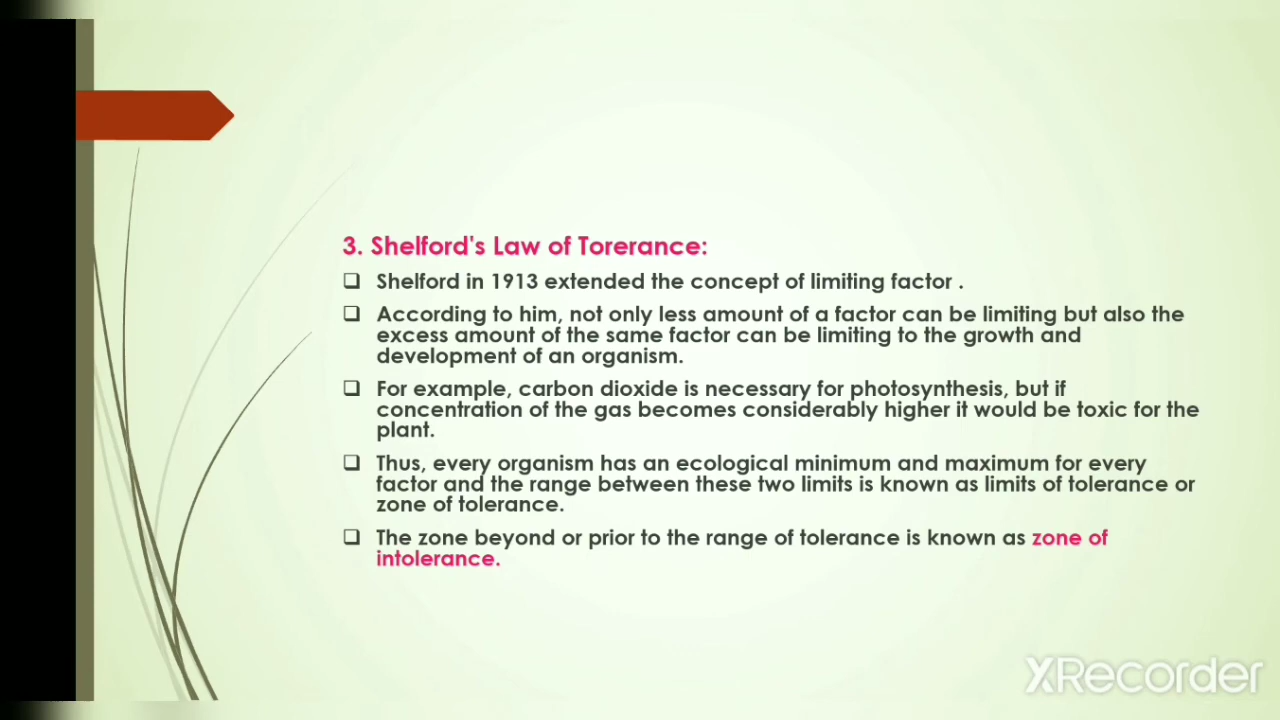 3. Shelford's Law of Torerance:
❑ Shelford in 1913 extended the concept of limiting factor .
❑ According to him, not only less amount of a factor can be limiting but also the
excess amount of the same factor can be limiting to the growth and
development of an organism.
❑ For example, carbon dioxide is necessary for photosynthesis, but if
concentration of the gas becomes considerably higher it would be toxic for the
plant.
❑ Thus, every organism has an ecological minimum and maximum for every
factor and the range between these two limits is known as limits of tolerance or
zone of tolerance.
❑ The zone beyond or prior to the range of tolerance is known as zone of
intolerance.
XRecorder